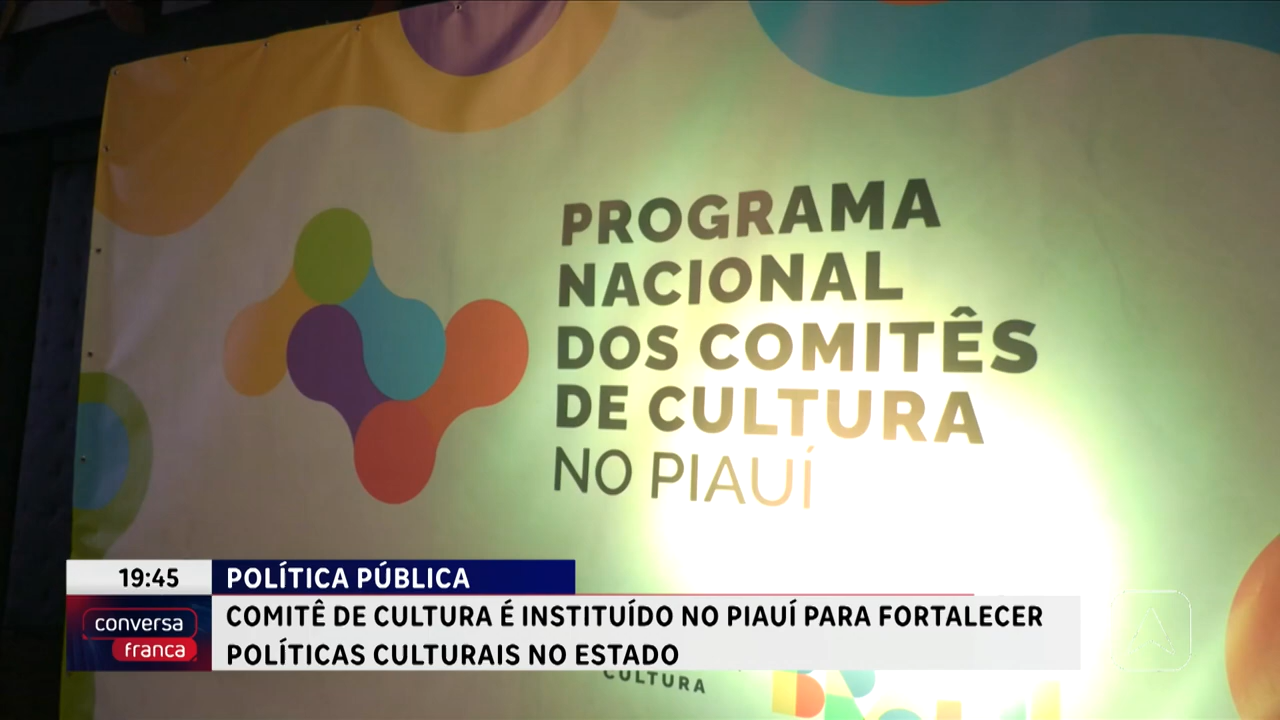 PROGRAMA
NACIONAL
DOS COMITÊS
DE CULTURA
NO PIAUÍ
19:45
POLÍTICA PÚBLICA
conversa
franca
COMITÊ DE CULTURA É INSTITUÍDO NO PIAUÍ PARA FORTALECER
POLÍTICAS CULTURAIS NO ESTADO
CULTURA